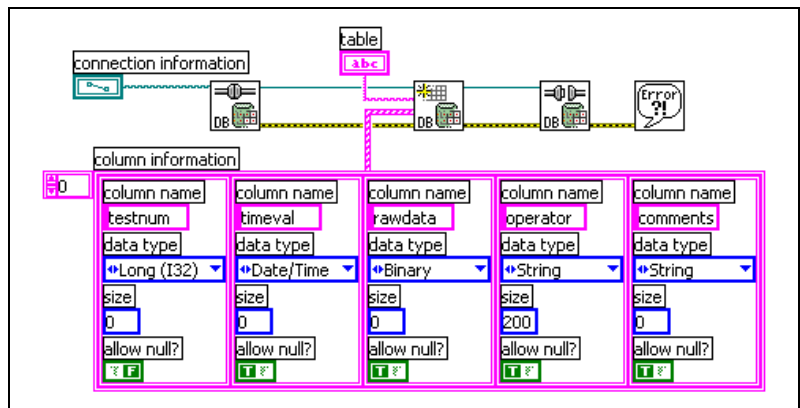 table
connection information
abc
DB
DB
DB
Error
?!
column information
0
column name column name column name column name column name
testnum timeval rawdata operator comments
data type data type data type data type data type
Long (I32) Date/Time Binary String String
size size size size size
0 0 0 200 0
allow null? allow null? allow null? allow null? allow null?
F T T T T